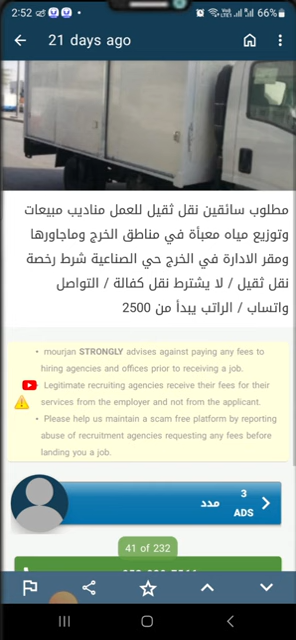 2:52
66%
21 days ago
مطلوب سائقين نقل ثقيل للعمل مناديب مبيعات
وتوزيع مياه معبأة في مناطق الخرج وماجاورها
ومقر الادارة في الخرج حي الصناعية شرط رخصة
نقل ثقيل / لا يشترط نقل كفالة / التواصل
واتساب / الراتب يبدأ من 2500
• mourjan STRONGLY advises against paying any fees to
hiring agencies and offices prior to receiving a job.
• Legitimate recruiting agencies receive their fees for their
services from the employer and not from the applicant.
• Please help us maintain a scam free platform by reporting
abuse of recruitment agencies requesting any fees before
landing you a job.
مدد
3
ADS
41 of 232